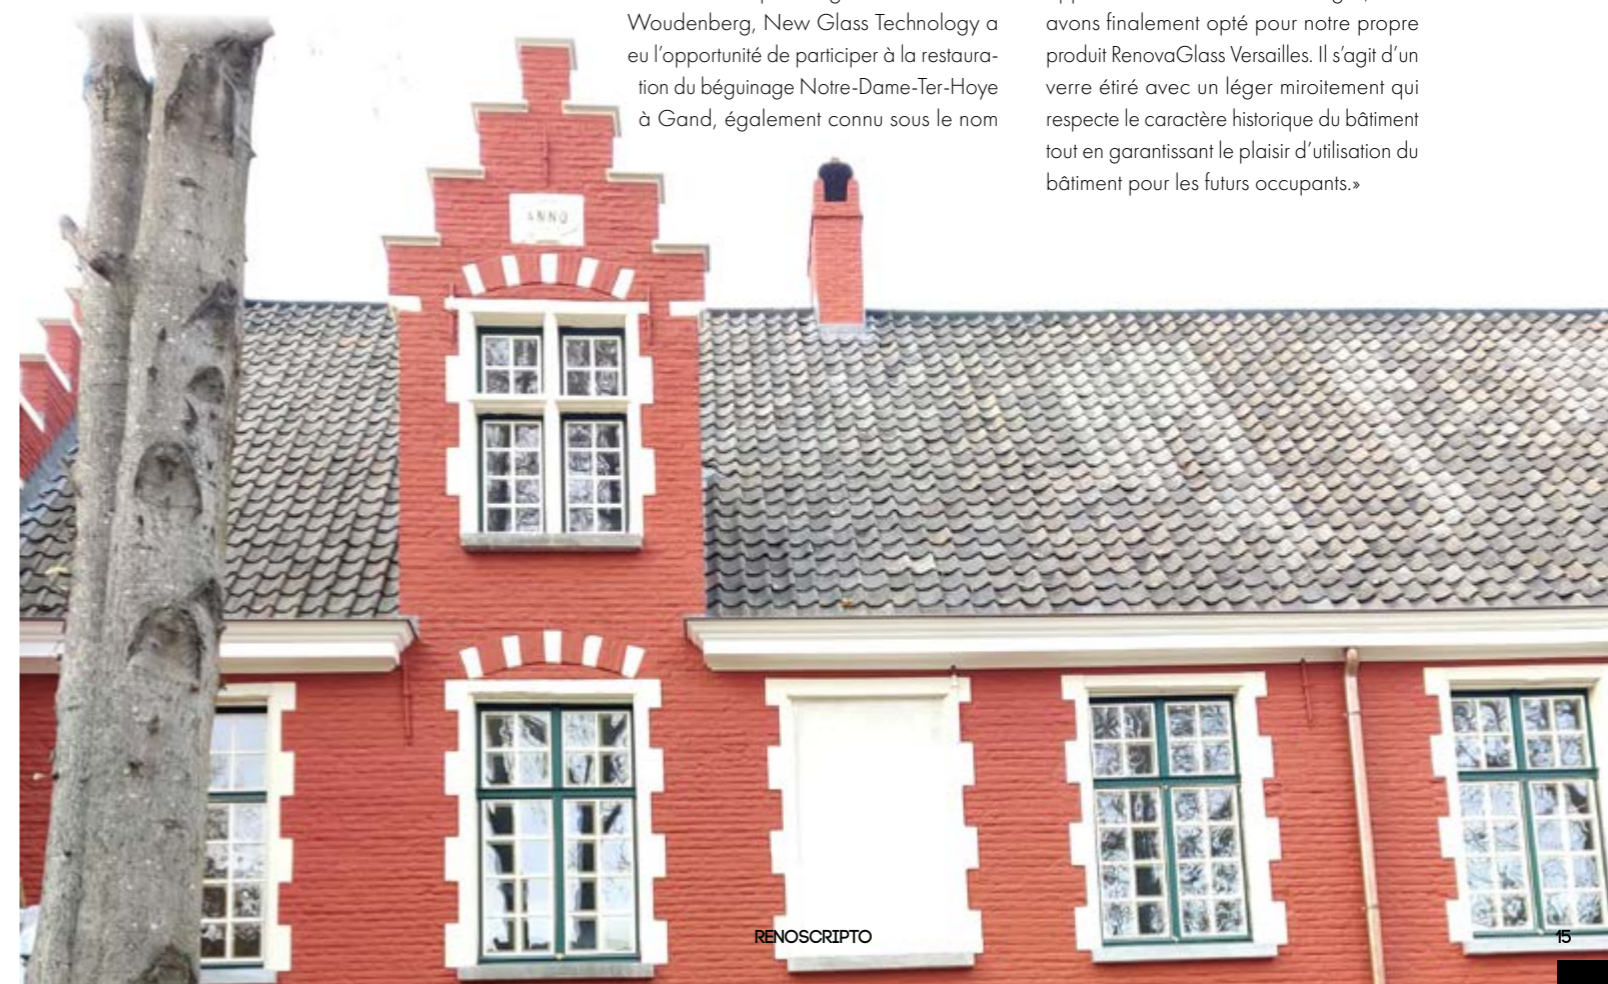 Woudenberg, New Glass Technology a
eu l’opportunité de participer à la restaura-
tion du béguinage Notre-Dame-Ter-Hoye
à Gand, également connu sous le nom
avons finalement opté pour notre propre
produit RenovaGlass Versailles. Il s’agit d’un
verre étiré avec un léger miroitement qui
respecte le caractère historique du bâtiment
tout en garantissant le plaisir d’utilisation du
bâtiment pour les futurs occupants.»
ANNO
RENOSCRIPTO
15